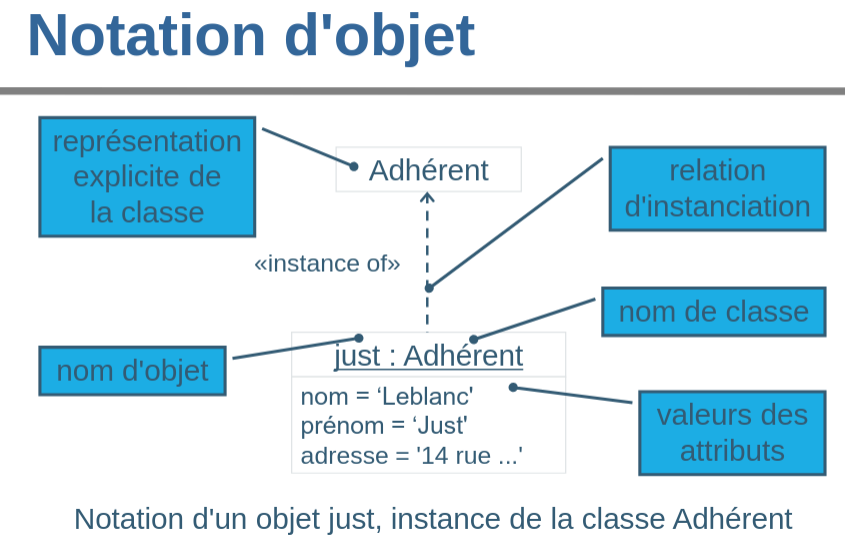 Notation d'objet
représentation
explicite de
la classe
Adhérent
relation
d'instanciation
«instance of»
nom de classe
nom d'objet
just : Adhérent
nom = ‘Leblanc'
prénom = ‘Just'
adresse = '14 rue ...'
valeurs des
attributs
Notation d'un objet just, instance de la classe Adhérent